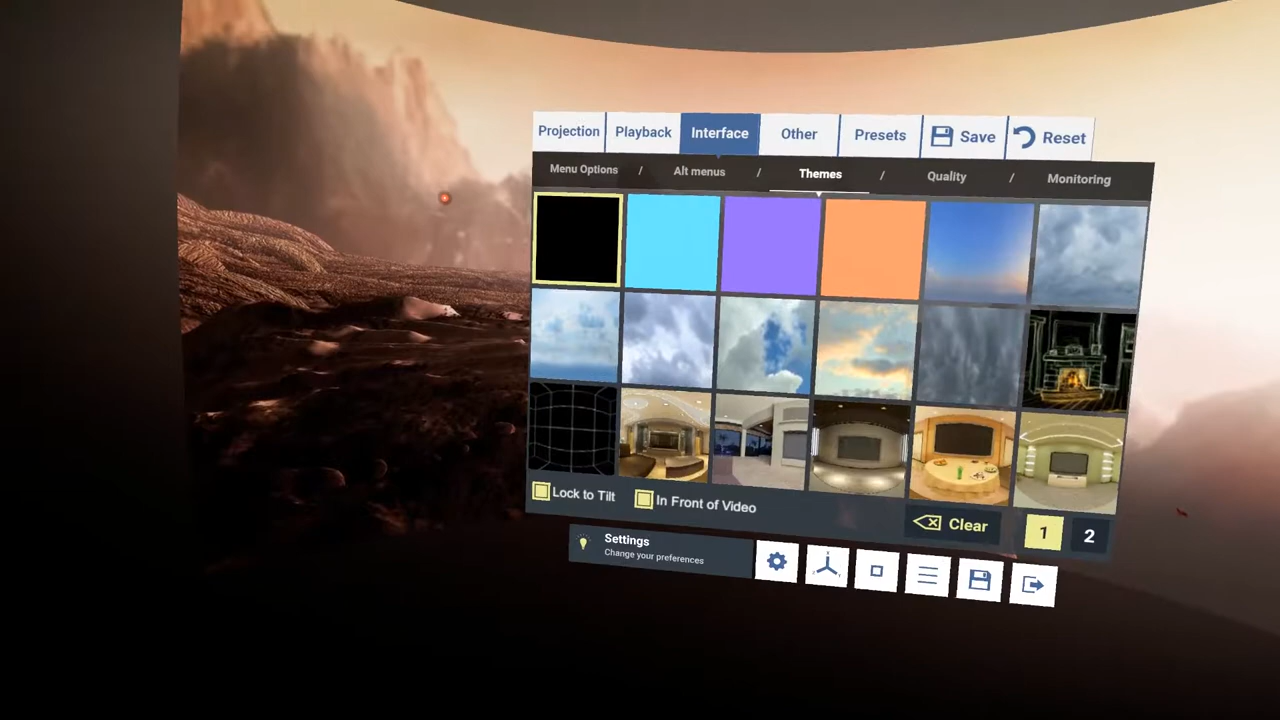 Projection Playback Interface Other Presets Save Reset
Menu Options / Alt menus / Themes / Quality / Monitoring
Lock to Tilt In Front of Video Clear 1 2
Settings
Change your preferences